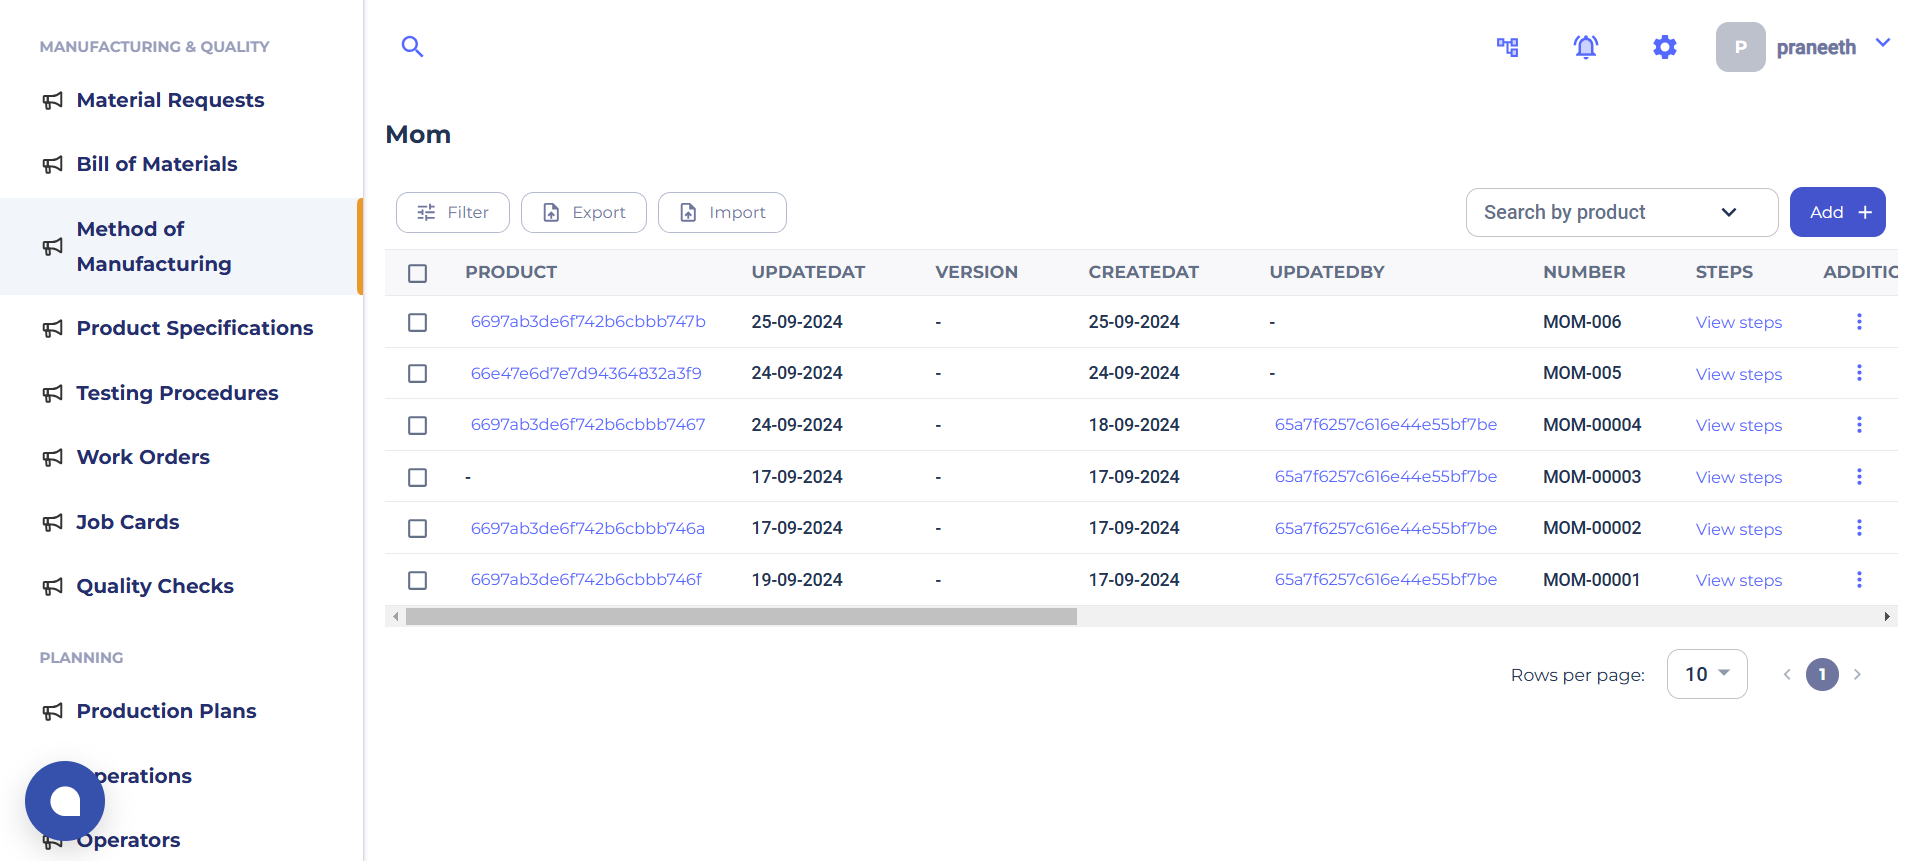 MANUFACTURING & QUALITY
Material Requests
Bill of Materials
Method of
Manufacturing
Product Specifications
Testing Procedures
Work Orders
Job Cards
Quality Checks
PLANNING
Production Plans
perations
Operators
P praneeth
Mom
Filter Export Import Search by product Add +
PRODUCT UPDATEDAT VERSION CREATEDAT UPDATEDBY NUMBER STEPS ADDITIC
6697ab3de6f742b6cbbb747b 25-09-2024 - 25-09-2024 - MOM-006 View steps
66e47e6d7e7d94364832a3f9 24-09-2024 - 24-09-2024 - MOM-005 View steps
6697ab3de6f742b6cbbb7467 24-09-2024 - 18-09-2024 65a7f6257c616e44e55bf7be MOM-00004 View steps
- 17-09-2024 - 17-09-2024 65a7f6257c616e44e55bf7be MOM-00003 View steps
6697ab3de6f742b6cbbb746a 17-09-2024 - 17-09-2024 65a7f6257c616e44e55bf7be MOM-00002 View steps
6697ab3de6f742b6cbbb746f 19-09-2024 - 17-09-2024 65a7f6257c616e44e55bf7be MOM-00001 View steps
Rows per page: 10 < 1 >